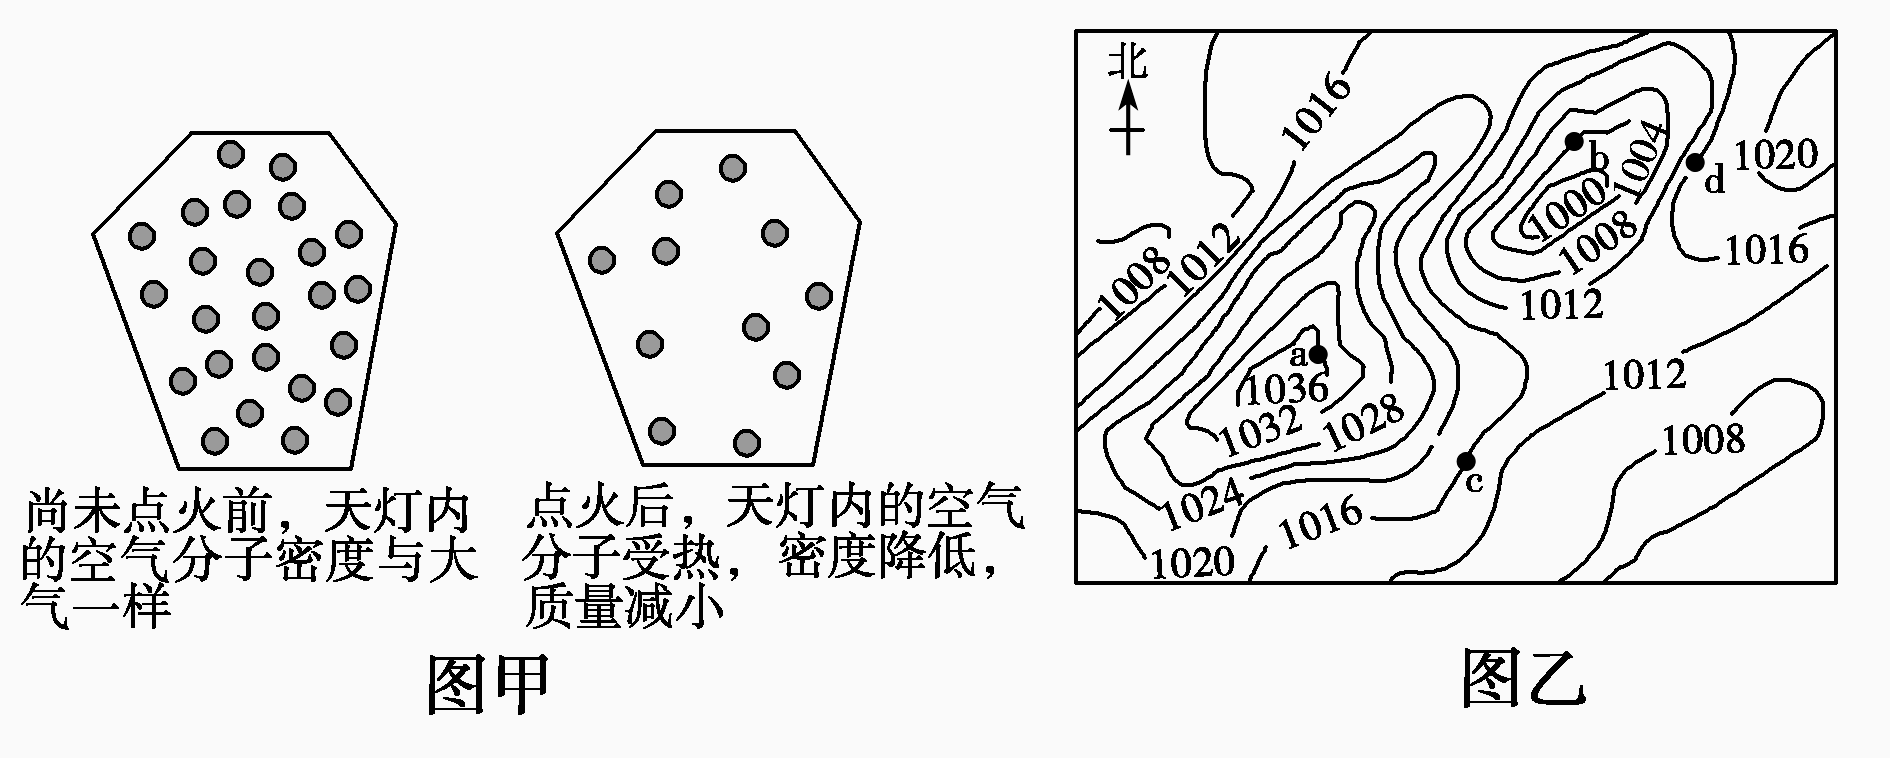 尚未点火前，天灯内
的空气分子密度与大
气一样
点火后，天灯内的空气
分子受热，密度降低，
质量减小
图甲
北
1016
1004
b
d
1020
1000
1008
1016
1012
1008
1012
a
1036
1032
1028
1012
1008
c
1024
1016
1020
图乙